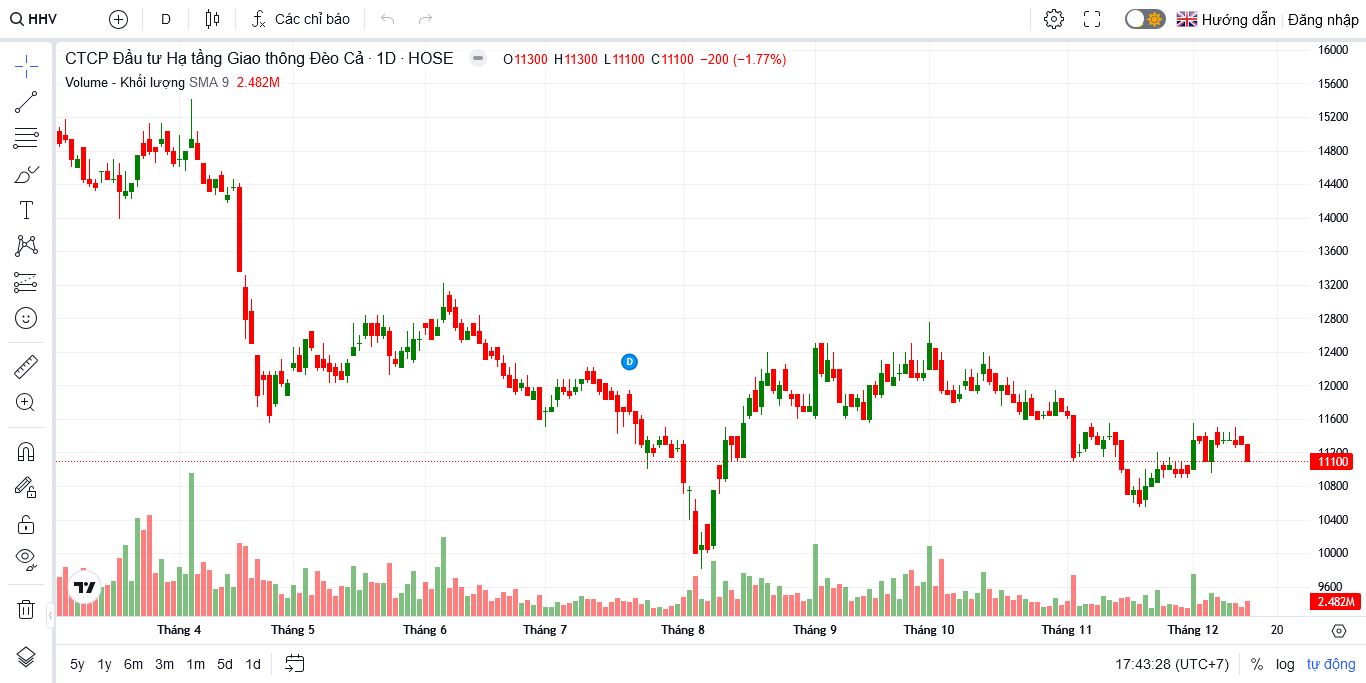 HHV D Các chỉ báo Hướng dẫn Đăng nhập
CTCP Đầu tư Hạ tầng Giao thông Đèo Cả · 1D · HOSE O11300 H11300 L11100 C11100 −200 (−1.77%)
Volume - Khối lượng SMA 9 2.482M
16000
15600
15200
14800
14400
14000
13600
13200
12800
12400
D
12000
11600
11200
11100
10800
10400
10000
9600
2.482M
Tháng 4 Tháng 5 Tháng 6 Tháng 7 Tháng 8 Tháng 9 Tháng 10 Tháng 11 Tháng 12 20
5y 1y 6m 3m 1m 5d 1d 17:43:28 (UTC+7) % log tự động